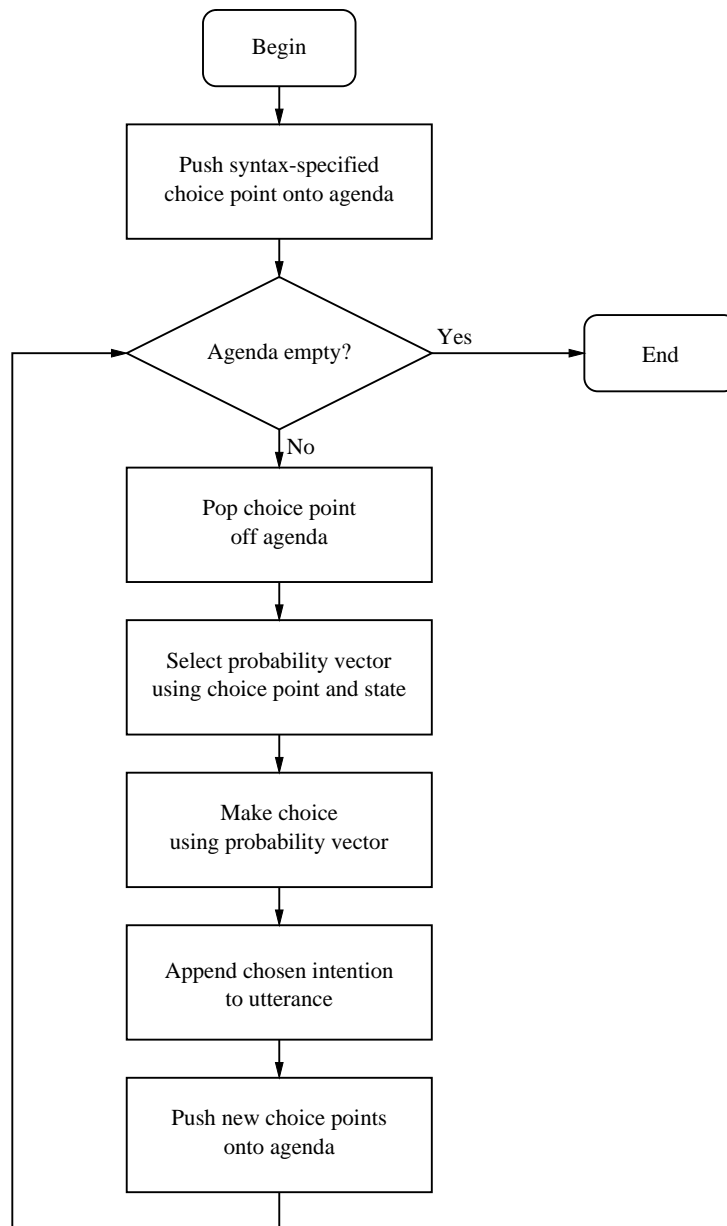 Begin
Push syntax-specified
choice point onto agenda
Agenda empty?
Yes
End
No
Pop choice point
off agenda
Select probability vector
using choice point and state
Make choice
using probability vector
Append chosen intention
to utterance
Push new choice points
onto agenda